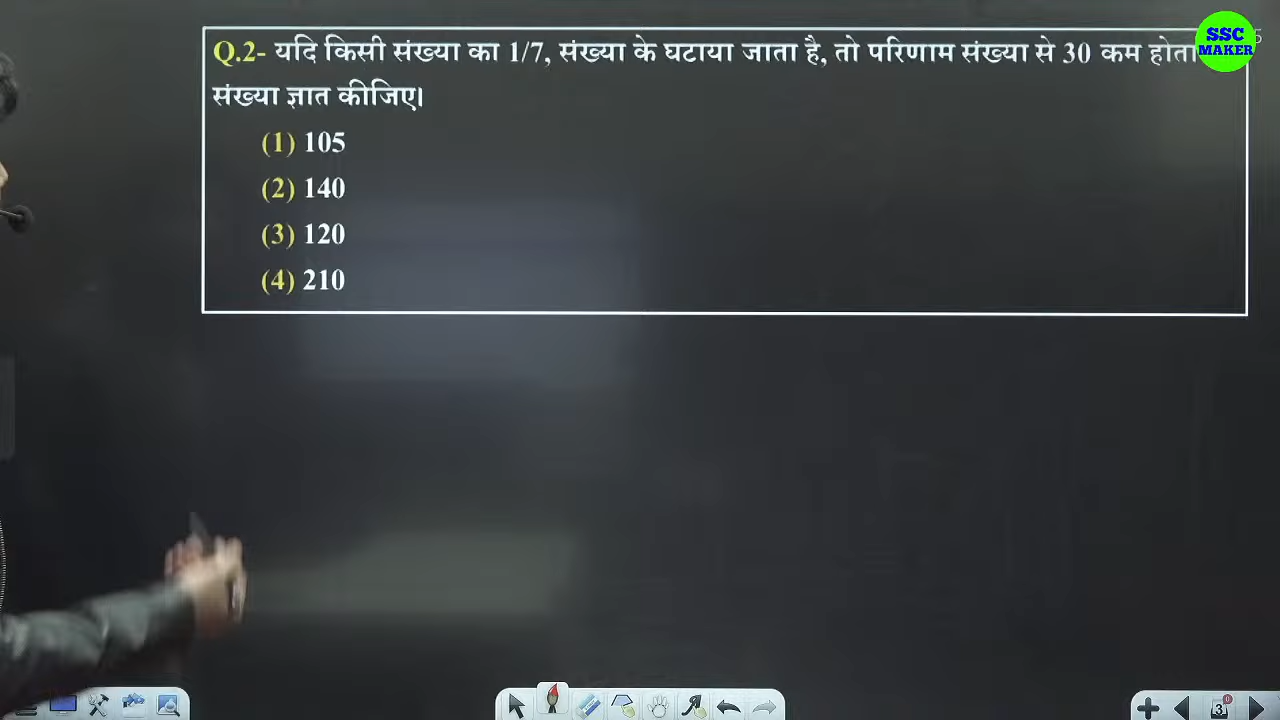 SSC
MAKER
Q.2- यदि किसी संख्या का 1/7, संख्या के घटाया जाता है, तो परिणाम संख्या से 30 कम होता
संख्या ज्ञात कीजिए।
(1) 105
(2) 140
(3) 120
(4) 210